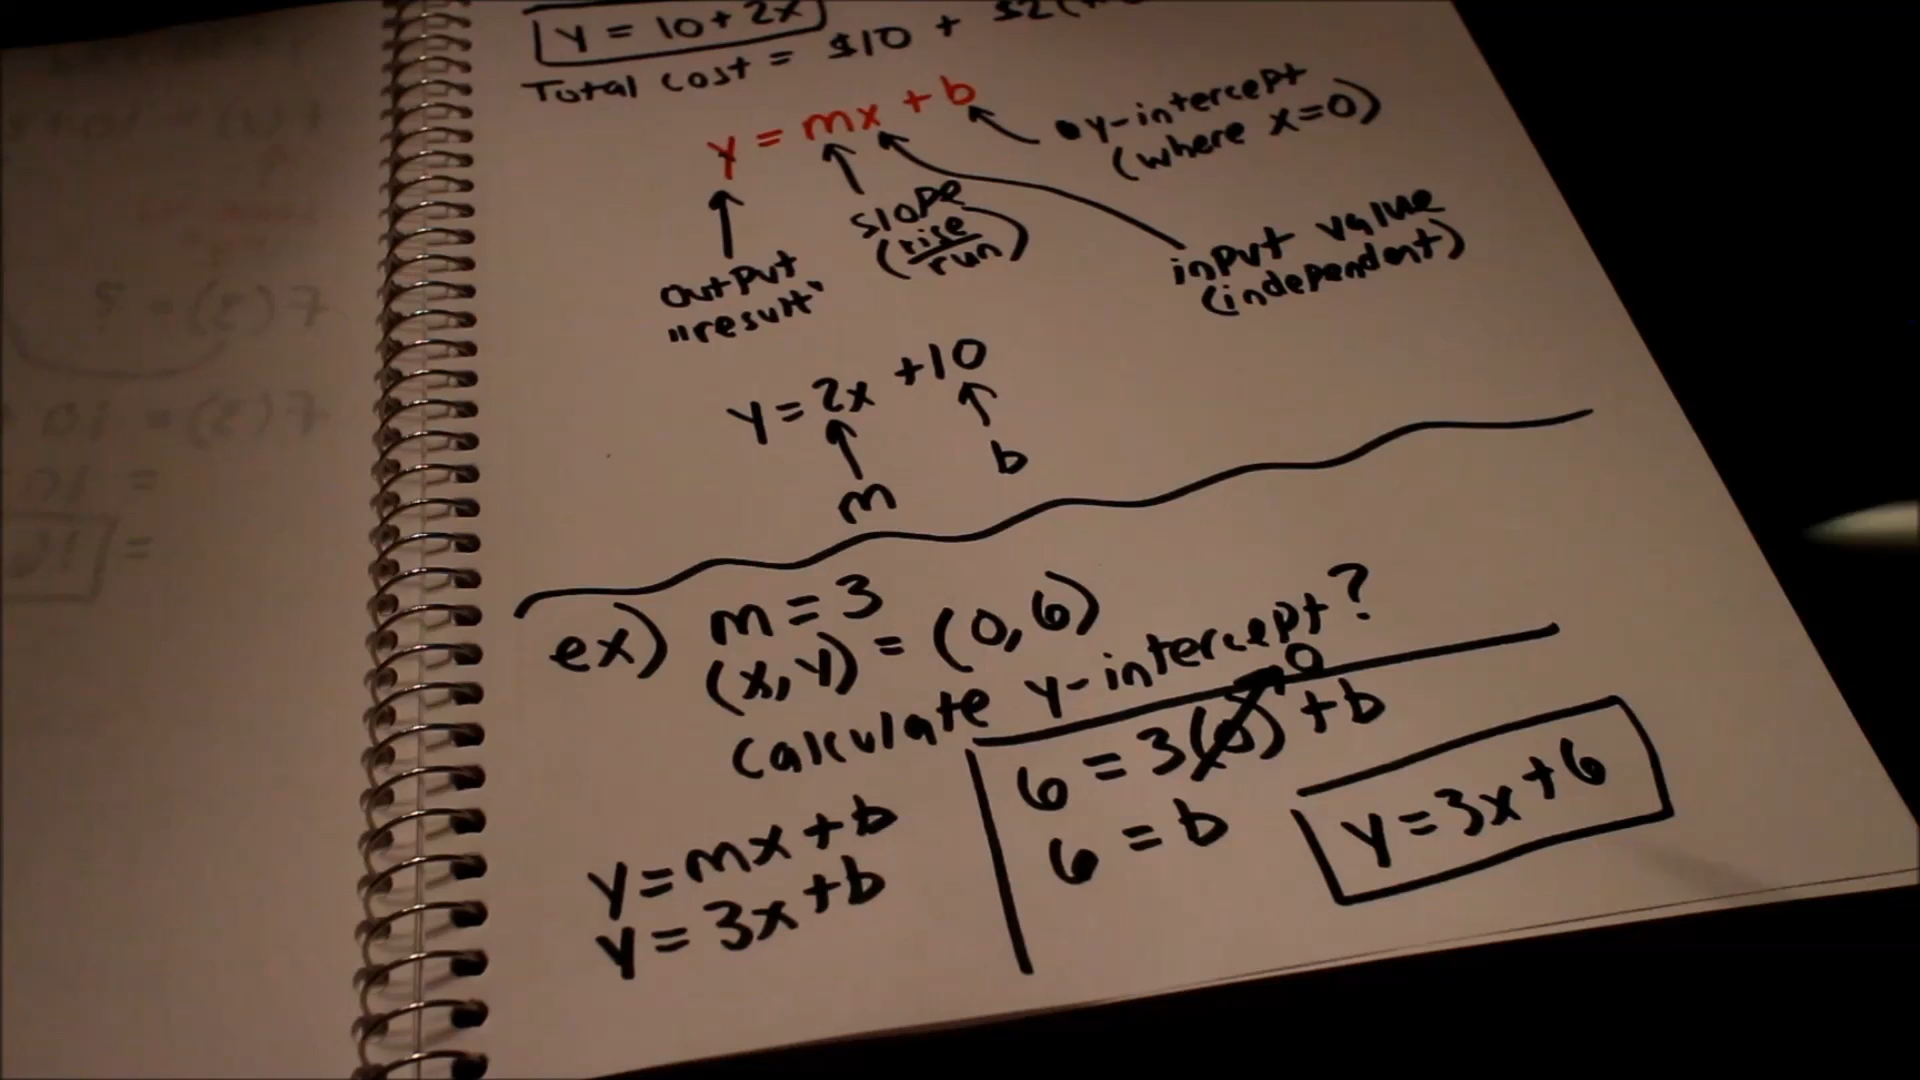 y = 10 + 2x
Total cost = $10 + $2(
y = mx + b
y-intercept
(where x=0)
slope
(rise
run)
output
"result"
input value
(independent)
y = 2x + 10
m
b
ex) m = 3
(x,y) = (0,6)
Calculate y-intercept?
y = mx + b
y = 3x + b
0
6 = 3(0) + b
6 = b
y = 3x + 6